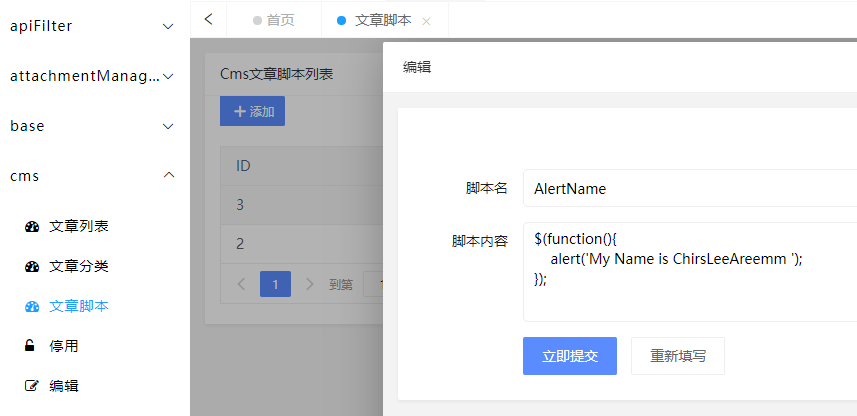 apiFilter
attachmentManag...
base
cms
文章列表
文章分类
文章脚本
停用
编辑
首页
文章脚本
Cms文章脚本列表
添加
ID
3
2
1
到第
1
编辑
脚本名
AlertName
脚本内容
$(function(){
alert('My Name is ChirsLeeAreemm ');
});
立即提交
重新填写